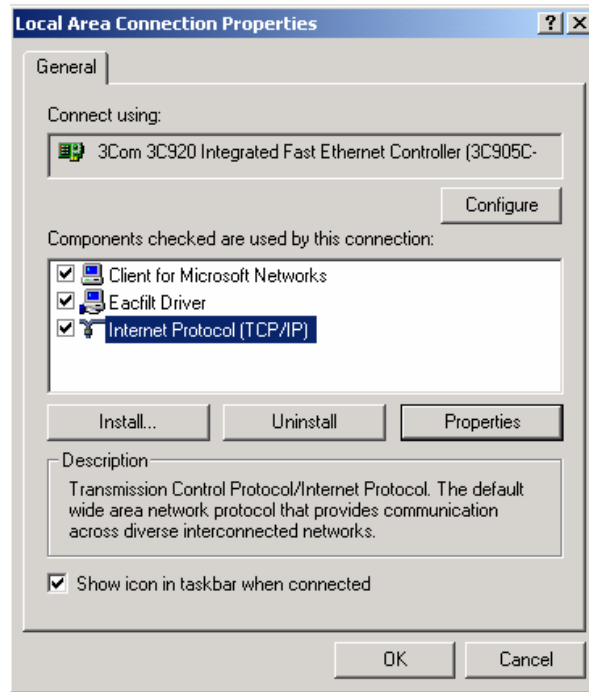 Local Area Connection Properties
General
Connect using:
3Com 3C920 Integrated Fast Ethernet Controller (3C905C-
Configure
Components checked are used by this connection:
Client for Microsoft Networks
Eacfilt Driver
Internet Protocol (TCP/IP)
Install...
Uninstall
Properties
Description
Transmission Control Protocol/Internet Protocol. The default
wide area network protocol that provides communication
across diverse interconnected networks.
Show icon in taskbar when connected
OK
Cancel